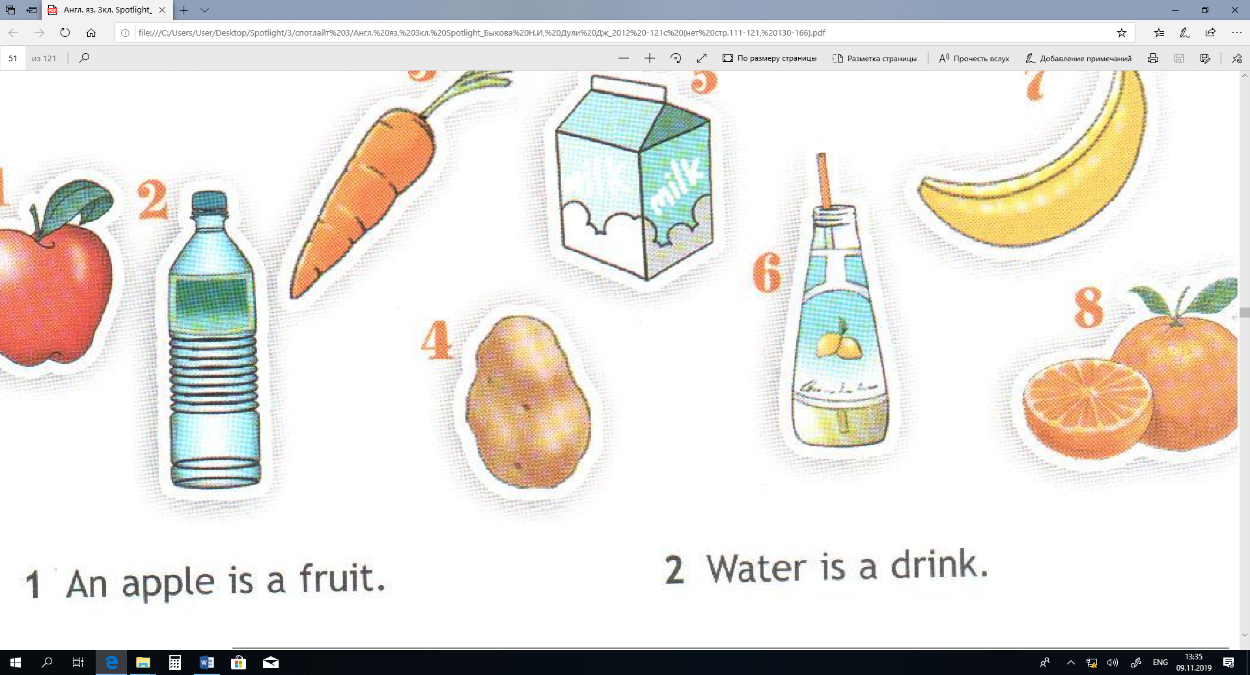 Англ. яз. 3кл. Spotlight_
file:///C:/Users/User/Desktop/Spotlight/3/спотлайт%203/Англ.%20яз.%203кл.%20Spotlight_Быкова%20Н.И,%20Дули%20Дж_2012%20-121с%20(нет%20стр.111-121,%20130-166).pdf
51 из 121 По размеру страницы Разметка страницы Прочесть вслух Добавление примечаний
1 2 3 5 7
milk milk
4 6 8
1 An apple is a fruit. 2 Water is a drink.
ENG 13:35
09.11.2019